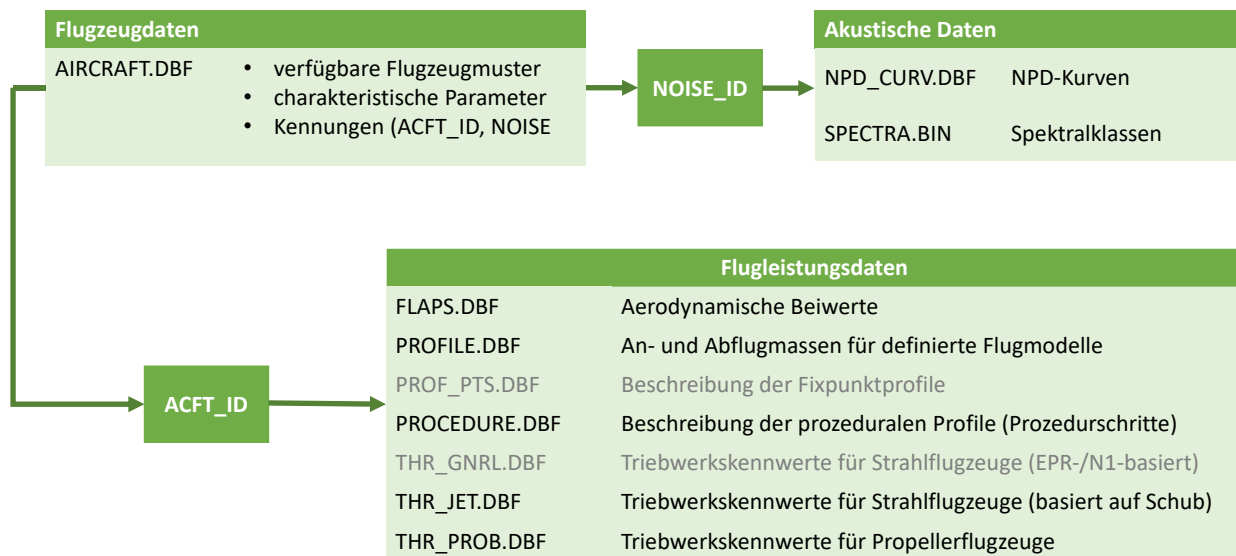 Flugzeugdaten
AIRCRAFT.DBF • verfügbare Flugzeugmuster
• charakteristische Parameter
• Kennungen (ACFT_ID, NOISE
NOISE_ID
Akustische Daten
NPD_CURV.DBF NPD-Kurven
SPECTRA.BIN Spektralklassen
ACFT_ID
Flugleistungsdaten
FLAPS.DBF Aerodynamische Beiwerte
PROFILE.DBF An- und Abflugmassen für definierte Flugmodelle
PROF_PTS.DBF Beschreibung der Fixpunktprofile
PROCEDURE.DBF Beschreibung der prozeduralen Profile (Prozedurschritte)
THR_GNRL.DBF Triebwerkskennwerte für Strahlflugzeuge (EPR-/N1-basiert)
THR_JET.DBF Triebwerkskennwerte für Strahlflugzeuge (basiert auf Schub)
THR_PROB.DBF Triebwerkskennwerte für Propellerflugzeuge